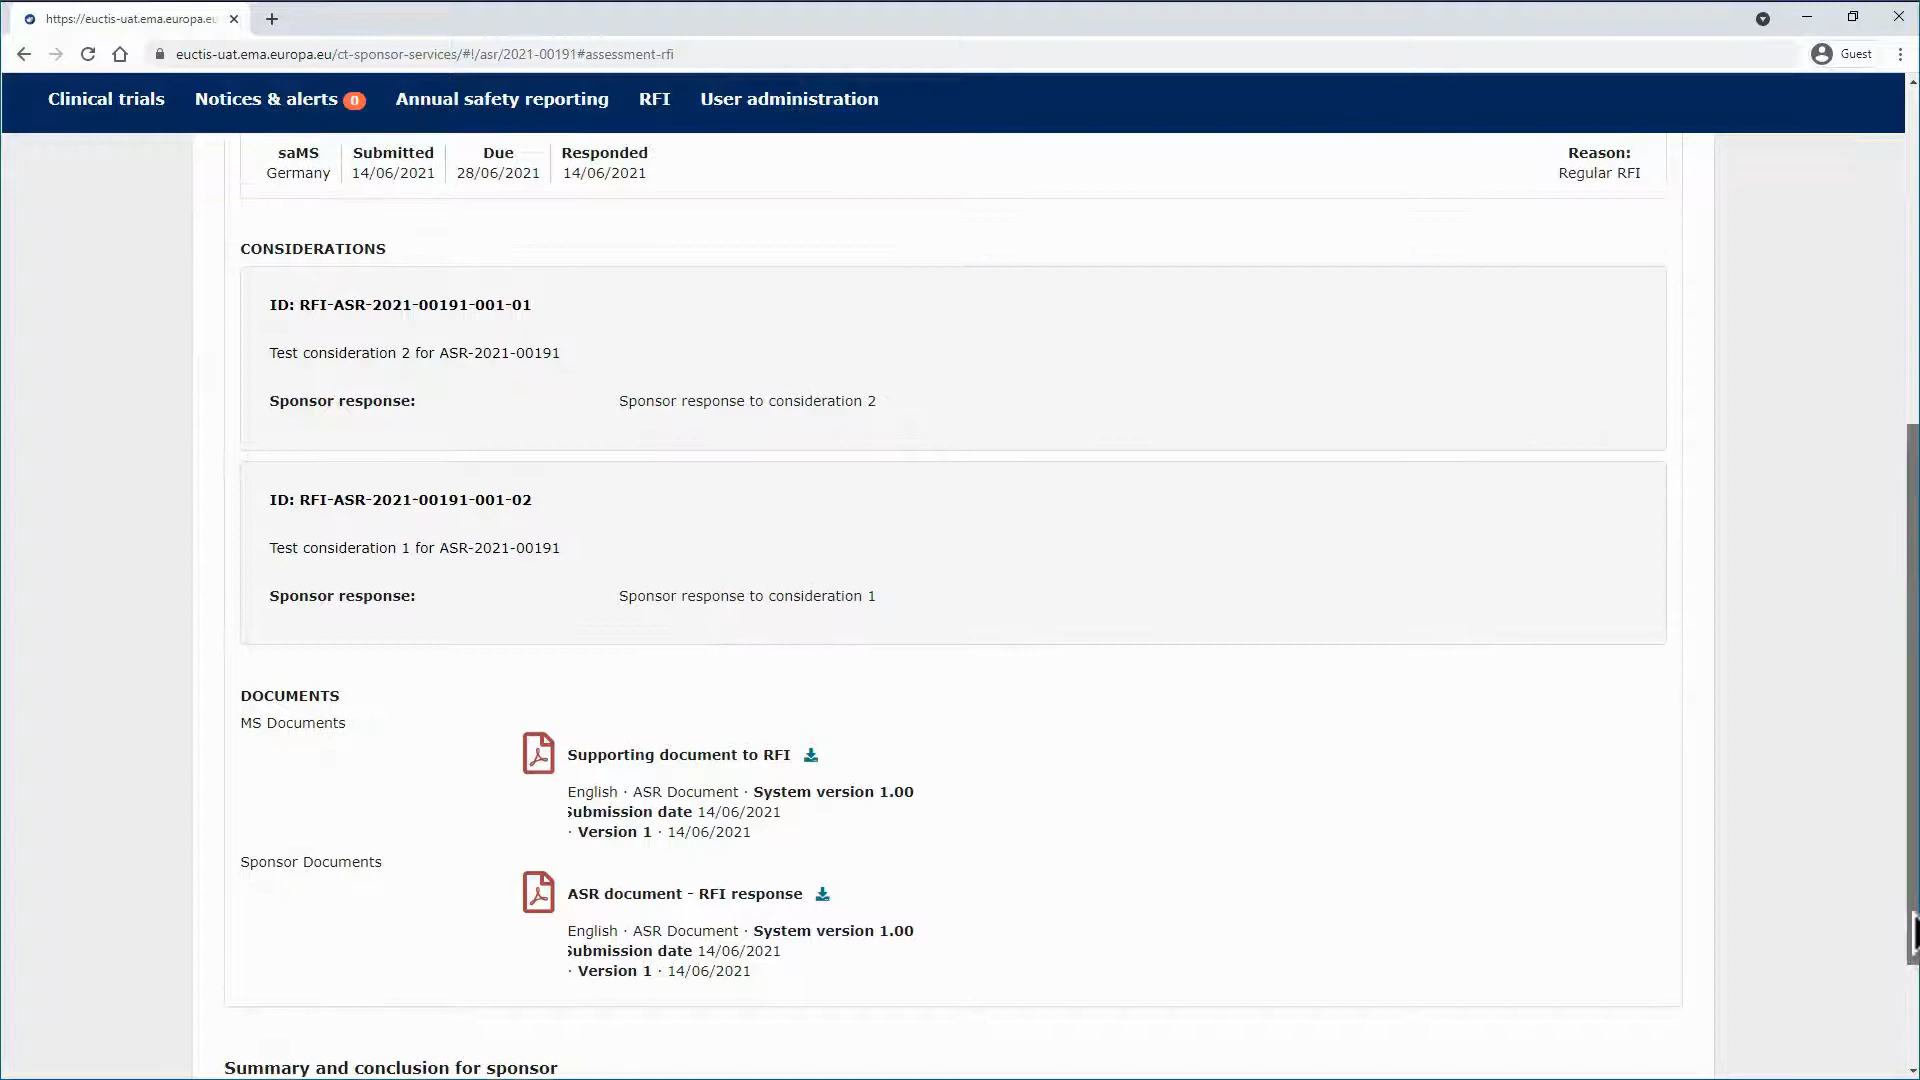 https://euctis-uat.ema.europa.eu
euctis-uat.ema.europa.eu/ct-sponsor-services/#!/asr/2021-00191#assessment-rfi
Guest
Clinical trials Notices & alerts 0 Annual safety reporting RFI User administration
saMS Submitted Due Responded Reason:
Germany 14/06/2021 28/06/2021 14/06/2021 Regular RFI
CONSIDERATIONS
ID: RFI-ASR-2021-00191-001-01
Test consideration 2 for ASR-2021-00191
Sponsor response: Sponsor response to consideration 2
ID: RFI-ASR-2021-00191-001-02
Test consideration 1 for ASR-2021-00191
Sponsor response: Sponsor response to consideration 1
DOCUMENTS
MS Documents
Supporting document to RFI
English · ASR Document · System version 1.00
Submission date 14/06/2021
· Version 1 · 14/06/2021
Sponsor Documents
ASR document - RFI response
English · ASR Document · System version 1.00
Submission date 14/06/2021
· Version 1 · 14/06/2021
Summary and conclusion for sponsor